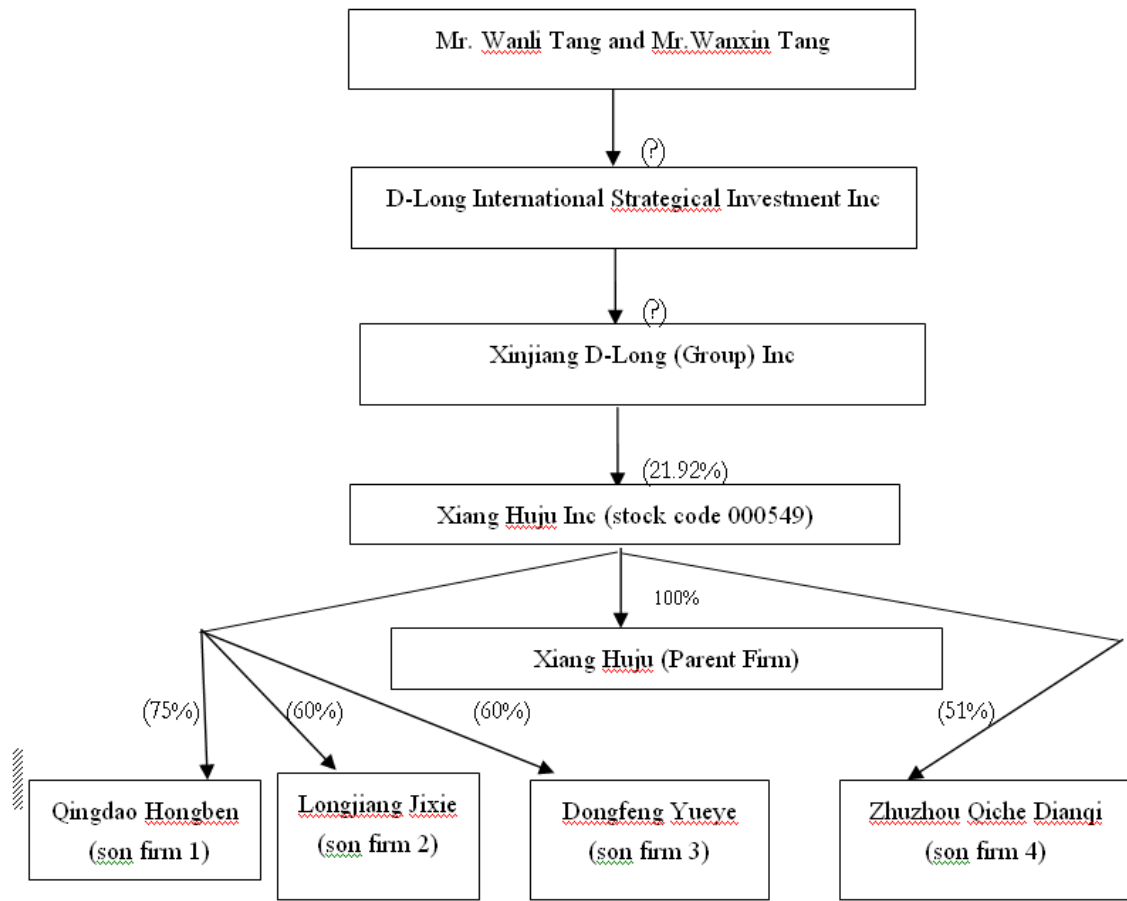 Mr. Wanli Tang and Mr.Wanxin Tang
(?)
D-Long International Strategical Investment Inc
(?)
Xinjiang D-Long (Group) Inc
(21.92%)
Xiang Huju Inc (stock code 000549)
100%
Xiang Huju (Parent Firm)
(75%)
(60%)
(60%)
(51%)
Qingdao Hongben
(son firm 1)
Longjiang Jixie
(son firm 2)
Dongfeng Yueye
(son firm 3)
Zhuzhou Qiche Dianqi
(son firm 4)